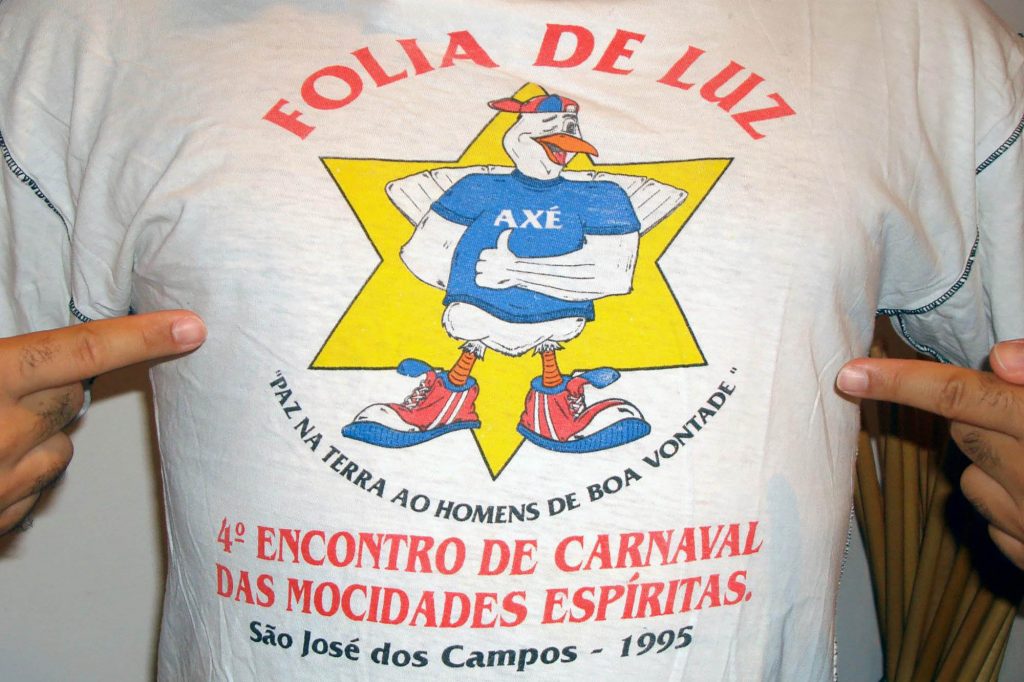 FOLIA DE LUZ
AXÉ
"PAZ NA TERRA AO HOMENS DE BOA VONTADE"
4º ENCONTRO DE CARNAVAL
DAS MOCIDADES ESPÍRITAS.
São José dos Campos - 1995